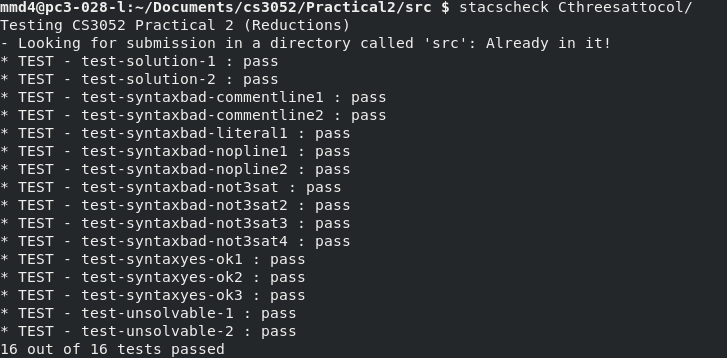 mmd4@pc3-028-l:~/Documents/cs3052/Practical2/src $ stacscheck Cthreesattocol/
Testing CS3052 Practical 2 (Reductions)
- Looking for submission in a directory called 'src': Already in it!
* TEST - test-solution-1 : pass
* TEST - test-solution-2 : pass
* TEST - test-syntaxbad-commentline1 : pass
* TEST - test-syntaxbad-commentline2 : pass
* TEST - test-syntaxbad-literal1 : pass
* TEST - test-syntaxbad-nopline1 : pass
* TEST - test-syntaxbad-nopline2 : pass
* TEST - test-syntaxbad-not3sat : pass
* TEST - test-syntaxbad-not3sat2 : pass
* TEST - test-syntaxbad-not3sat3 : pass
* TEST - test-syntaxbad-not3sat4 : pass
* TEST - test-syntaxyes-ok1 : pass
* TEST - test-syntaxyes-ok2 : pass
* TEST - test-syntaxyes-ok3 : pass
* TEST - test-unsolvable-1 : pass
* TEST - test-unsolvable-2 : pass
16 out of 16 tests passed